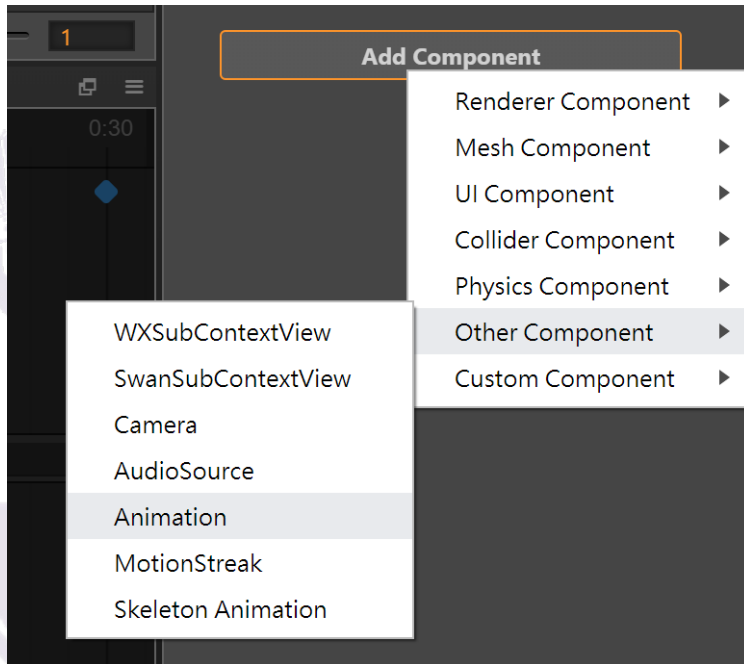 1
Add Component
0:30
Renderer Component
Mesh Component
UI Component
Collider Component
Physics Component
Other Component
Custom Component
WXSubContextView
SwanSubContextView
Camera
AudioSource
Animation
MotionStreak
Skeleton Animation